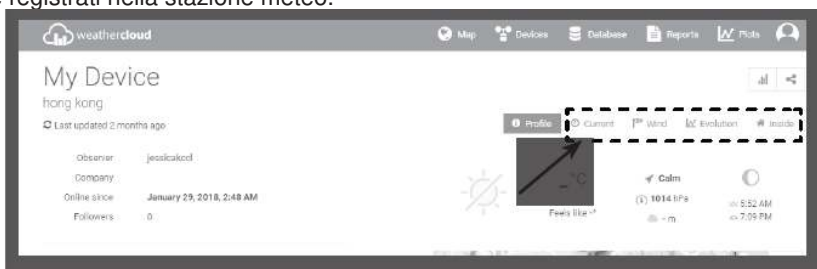 registrati nella stazione meteo.
weathercloud
Map Devices Database Reports Plots
My Device
hong kong
Last updated 2 months ago
Profile Current Wind Evolution Inside
Observer
Company
Online since January 29, 2018, 2:48 AM
Followers 0
-°C
Feels like -°
Calm
1014 hPa
- m
5:52 AM
7:09 PM